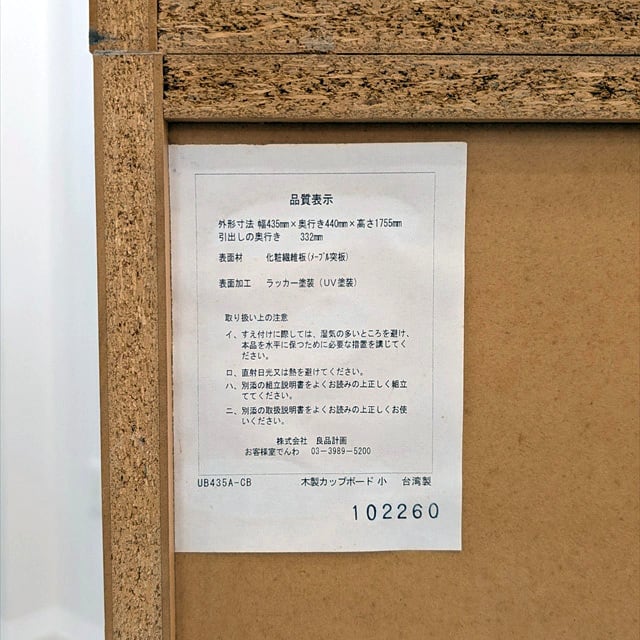 品質表示
外形寸法 幅435mm×奥行き440mm×高さ1755mm
引出しの奥行き 332mm
表面材 化粧繊維板(ﾒｰﾌﾟﾙ突板)
表面加工 ラッカー塗装(UV塗装)
取り扱い上の注意
イ、すえ付けに際しては、湿気の多いところを避け、
本品を水平に保つために必要な措置を講じてく
ださい。
ロ、直射日光又は熱を避けてください。
ハ、別添の組立説明書をよくお読みの上正しく組立
ててください。
ニ、別添の取扱説明書をよくお読みの上正しくお使
いください。
株式会社 良品計画
お客様室でんわ 03-3989-5200
UB435A-CB 木製カップボード 小 台湾製
102260